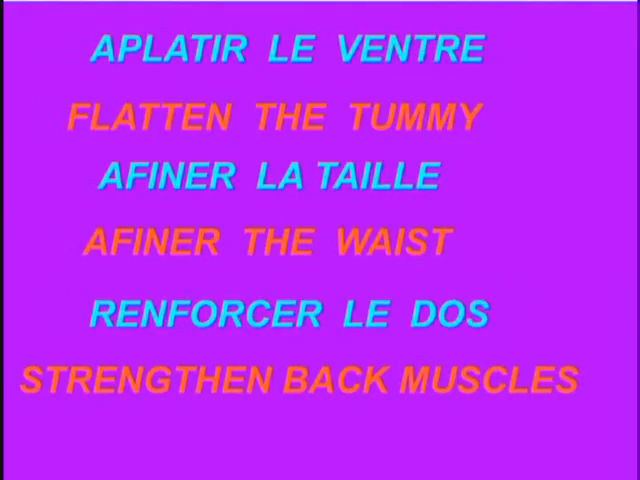 APLATIR LE VENTRE
FLATTEN THE TUMMY
AFINER LA TAILLE
AFINER THE WAIST
RENFORCER LE DOS
STRENGTHEN BACK MUSCLES